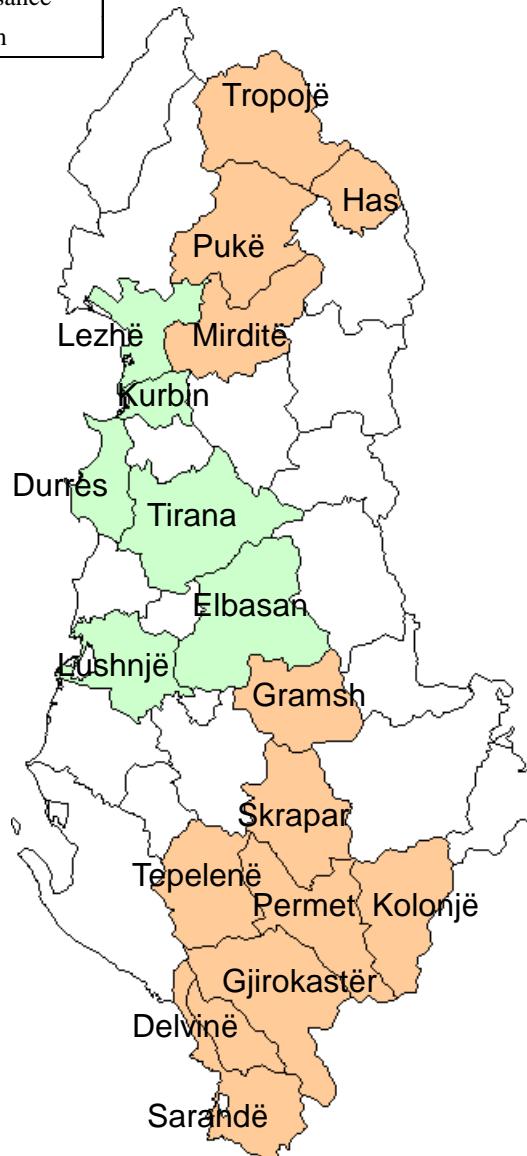 Tropojë
Has
Pukë
Lezhë
Mirditë
Kurbin
Durrës
Tirana
Elbasan
Lushnjë
Gramsh
Skrapar
Tepelenë
Permet
Kolonjë
Gjirokastër
Delvinë
Sarandë